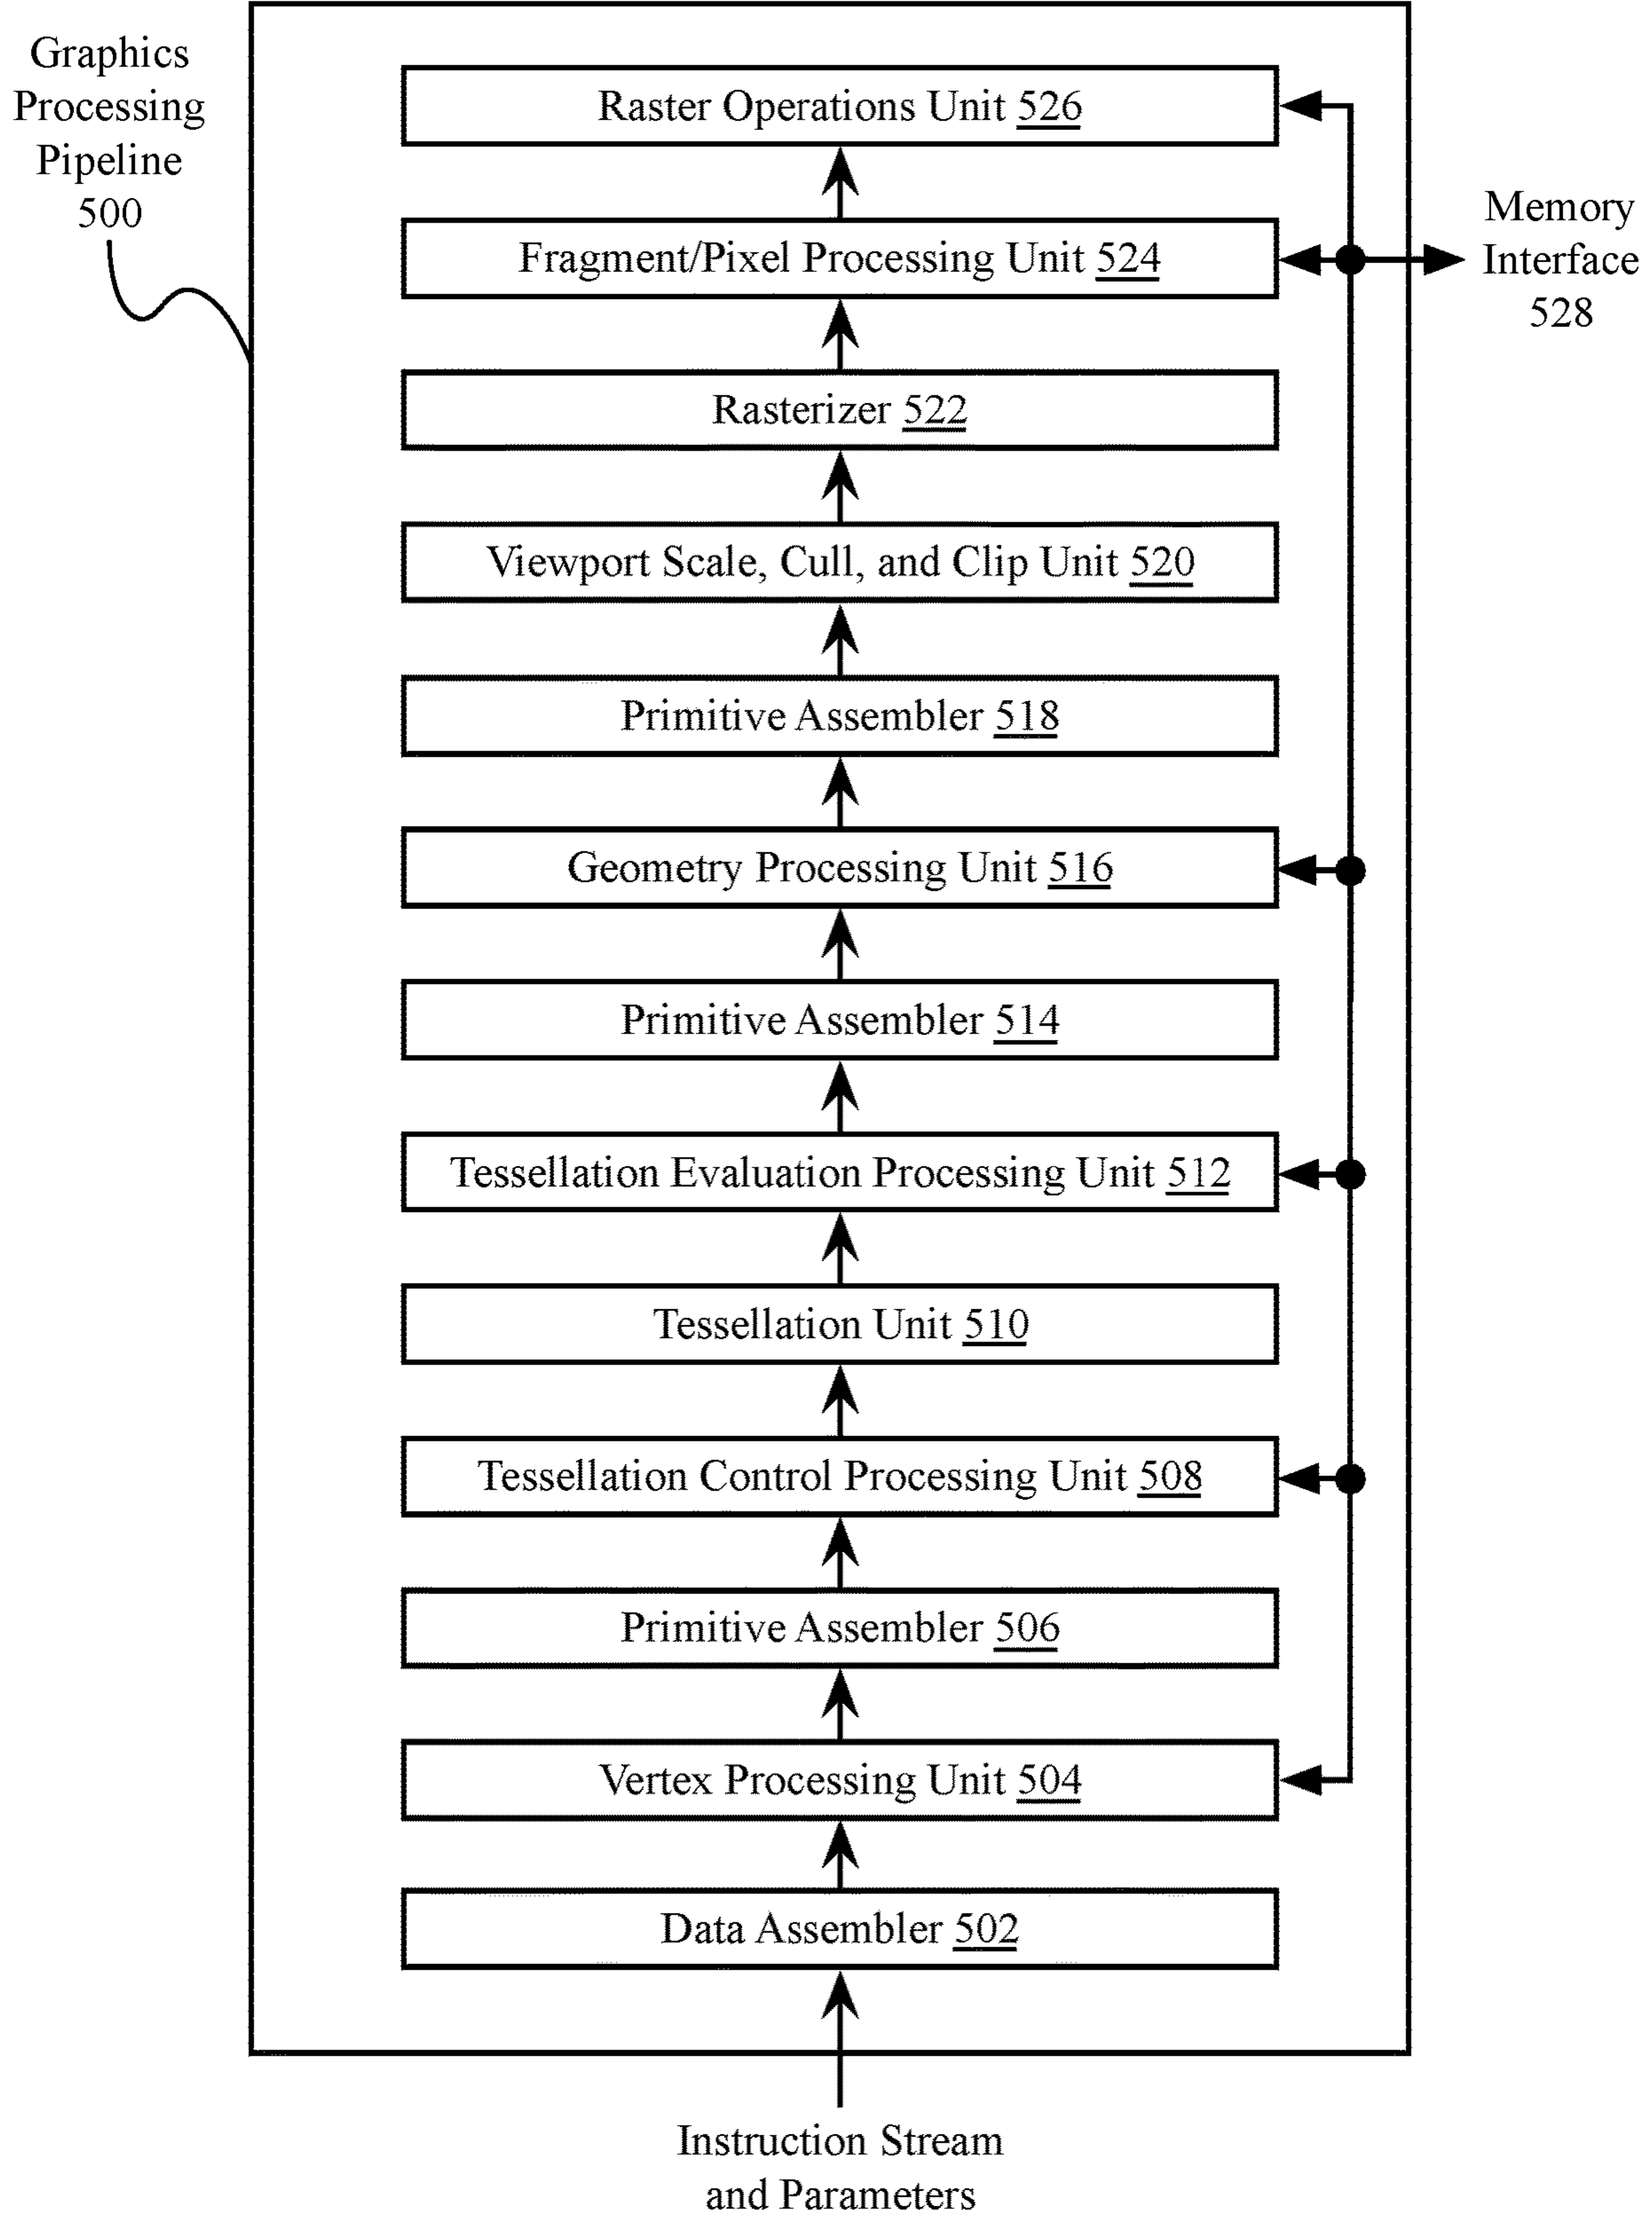 Graphics
Processing
Pipeline
500
Raster Operations Unit 526
Fragment/Pixel Processing Unit 524
Memory
Interface
528
Rasterizer 522
Viewport Scale, Cull, and Clip Unit 520
Primitive Assembler 518
Geometry Processing Unit 516
Primitive Assembler 514
Tessellation Evaluation Processing Unit 512
Tessellation Unit 510
Tessellation Control Processing Unit 508
Primitive Assembler 506
Vertex Processing Unit 504
Data Assembler 502
Instruction Stream
and Parameters